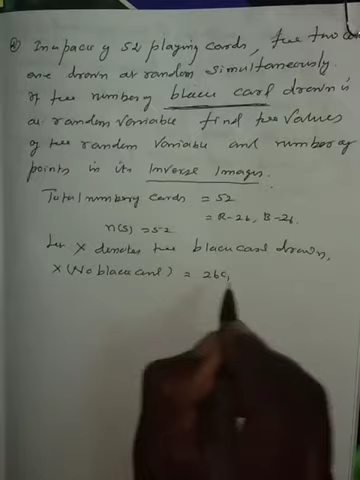 In a pack of 52 playing cards, the two cards
are drawn at random simultaneously.
If the number of black card drawn is
a random variable find the values
of the random variable and number of
points in its Inverse Images.
Total number cards = 52
= R-26, B-26
n(S) = 52
Let X denotes the black card drawn,
X(No black card) = 26C